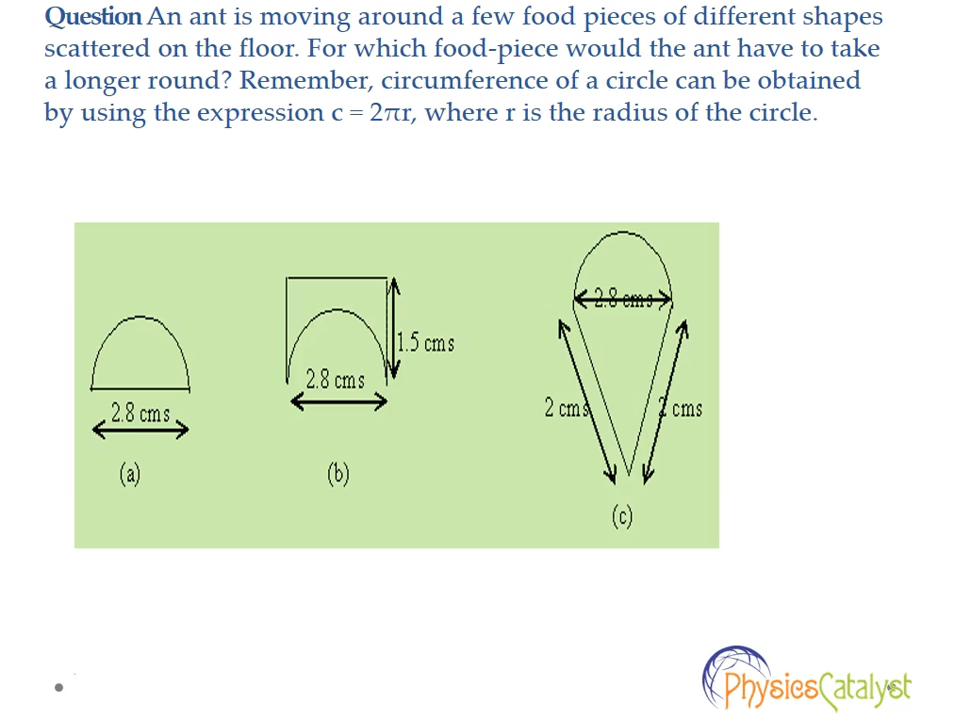 Question An ant is moving around a few food pieces of different shapes
scattered on the floor. For which food-piece would the ant have to take
a longer round? Remember, circumference of a circle can be obtained
by using the expression c = 2πr, where r is the radius of the circle.
2.8 cms
1.5 cms
2.8 cms
2.8 cms
2 cms
2 cms
(a)
(b)
(c)
PhysicsCatalyst